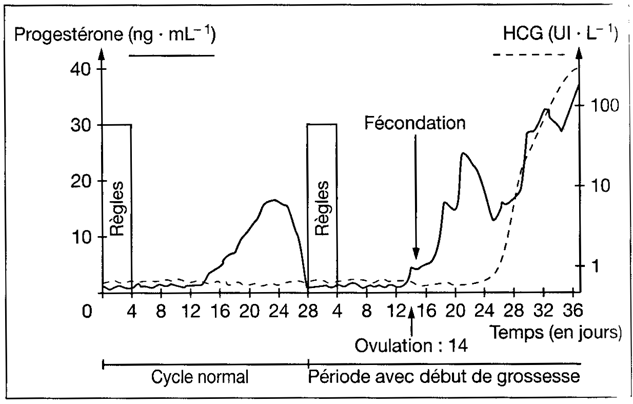 Progestérone (ng · mL⁻¹)
HCG (UI · L⁻¹)
40
30
20
10
0
100
10
1
Règles
Règles
Fécondation
4 8 12 16 20 24 28 4 8 12 16 20 24 28 32 36
Temps (en jours)
Ovulation : 14
Cycle normal
Période avec début de grossesse